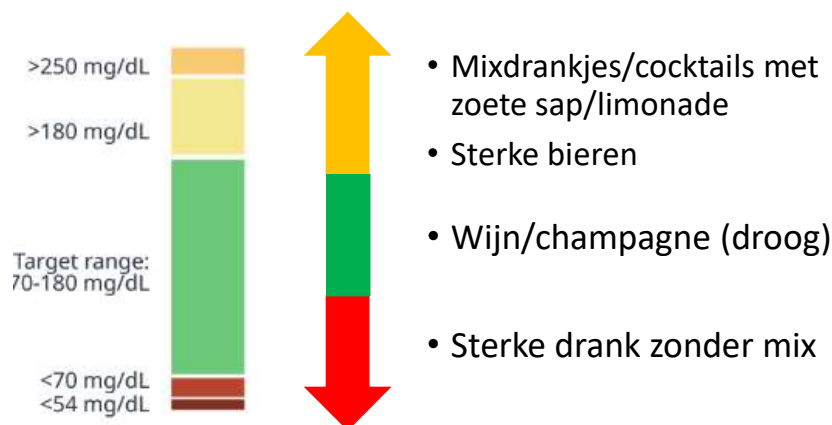 >250 mg/dL
>180 mg/dL
Target range:
70-180 mg/dL
<70 mg/dL
<54 mg/dL
• Mixdrankjes/cocktails met
zoete sap/limonade
• Sterke bieren
• Wijn/champagne (droog)
• Sterke drank zonder mix